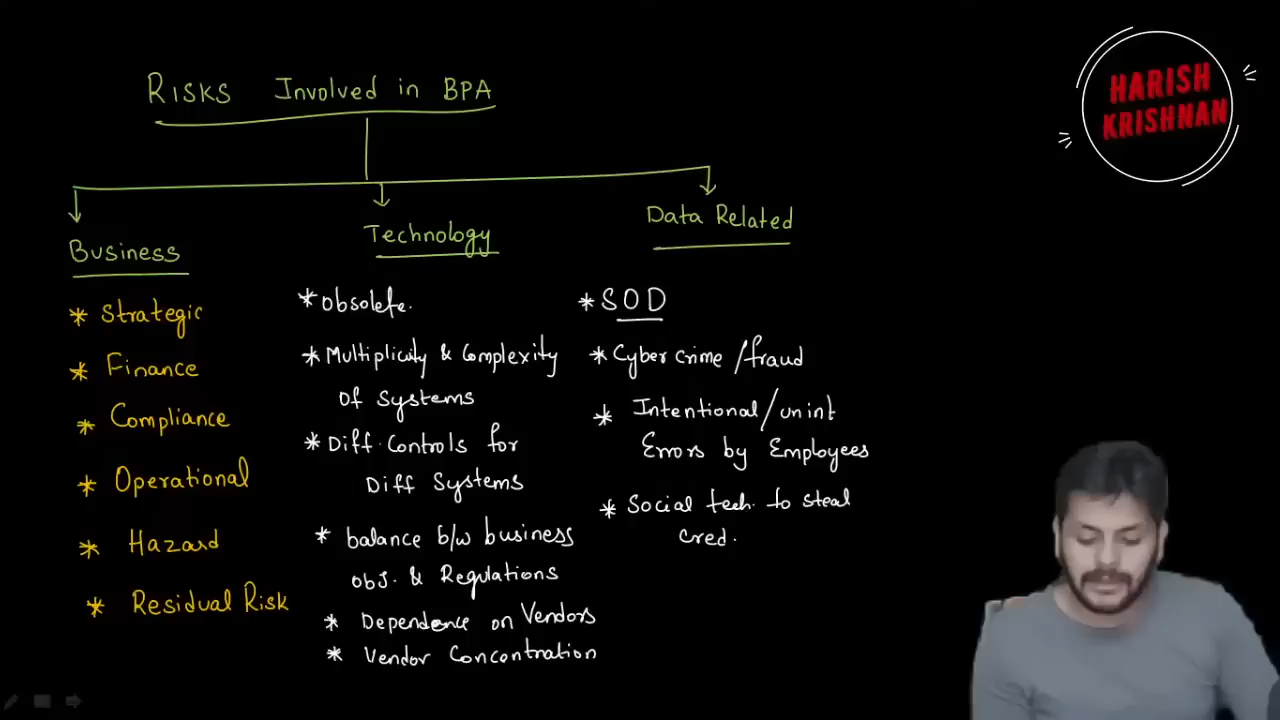 RISKS Involved in BPA
Business
* Strategic
* Finance
* Compliance
* Operational
* Hazard
* Residual Risk
Technology
* Obsolete.
* Multiplicity & Complexity
Of Systems
* Diff. Controls for
Diff Systems
* balance b/w business
obj. & Regulations
* Dependence on Vendors
* Vendor Concentration
Data Related
* SOD
* Cyber crime /fraud
* Intentional/unint
Errors by Employees
* Social tech. to steal
cred.
HARISH
KRISHNAN